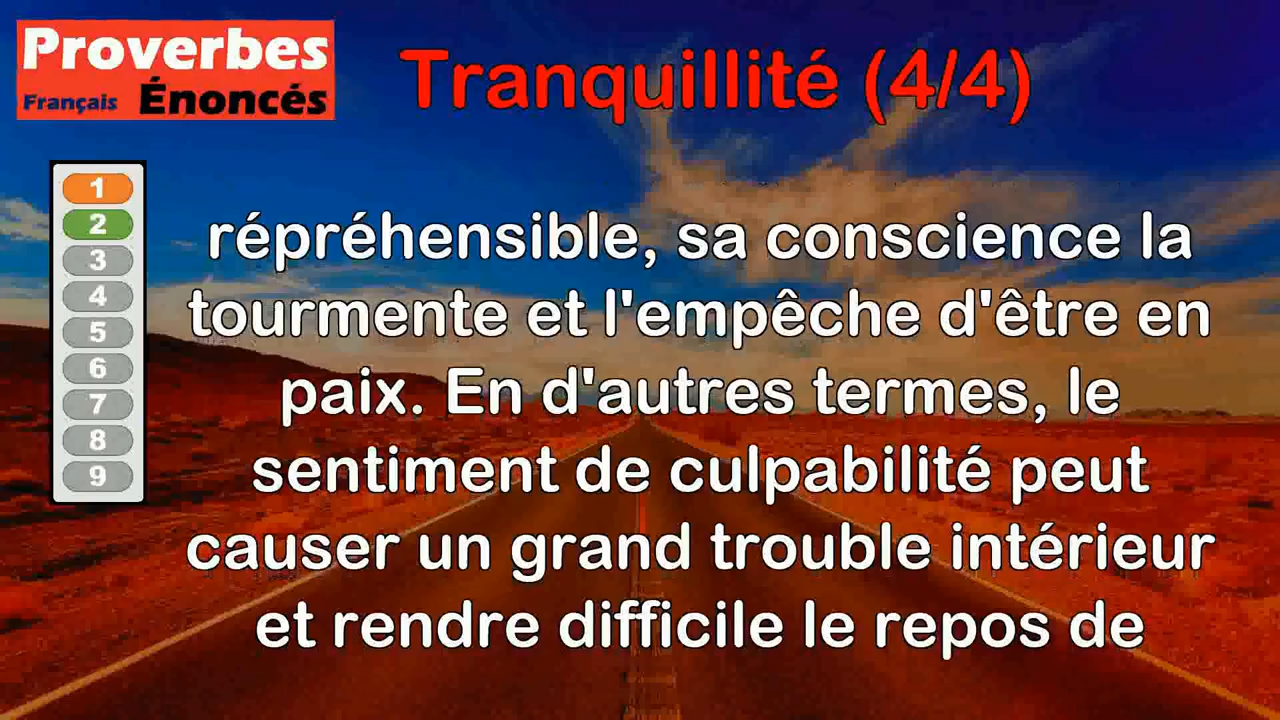 Proverbes
Français Énoncés
Tranquillité (4/4)
1
2
3
4
5
6
7
8
9
répréhensible, sa conscience la
tourmente et l'empêche d'être en
paix. En d'autres termes, le
sentiment de culpabilité peut
causer un grand trouble intérieur
et rendre difficile le repos de